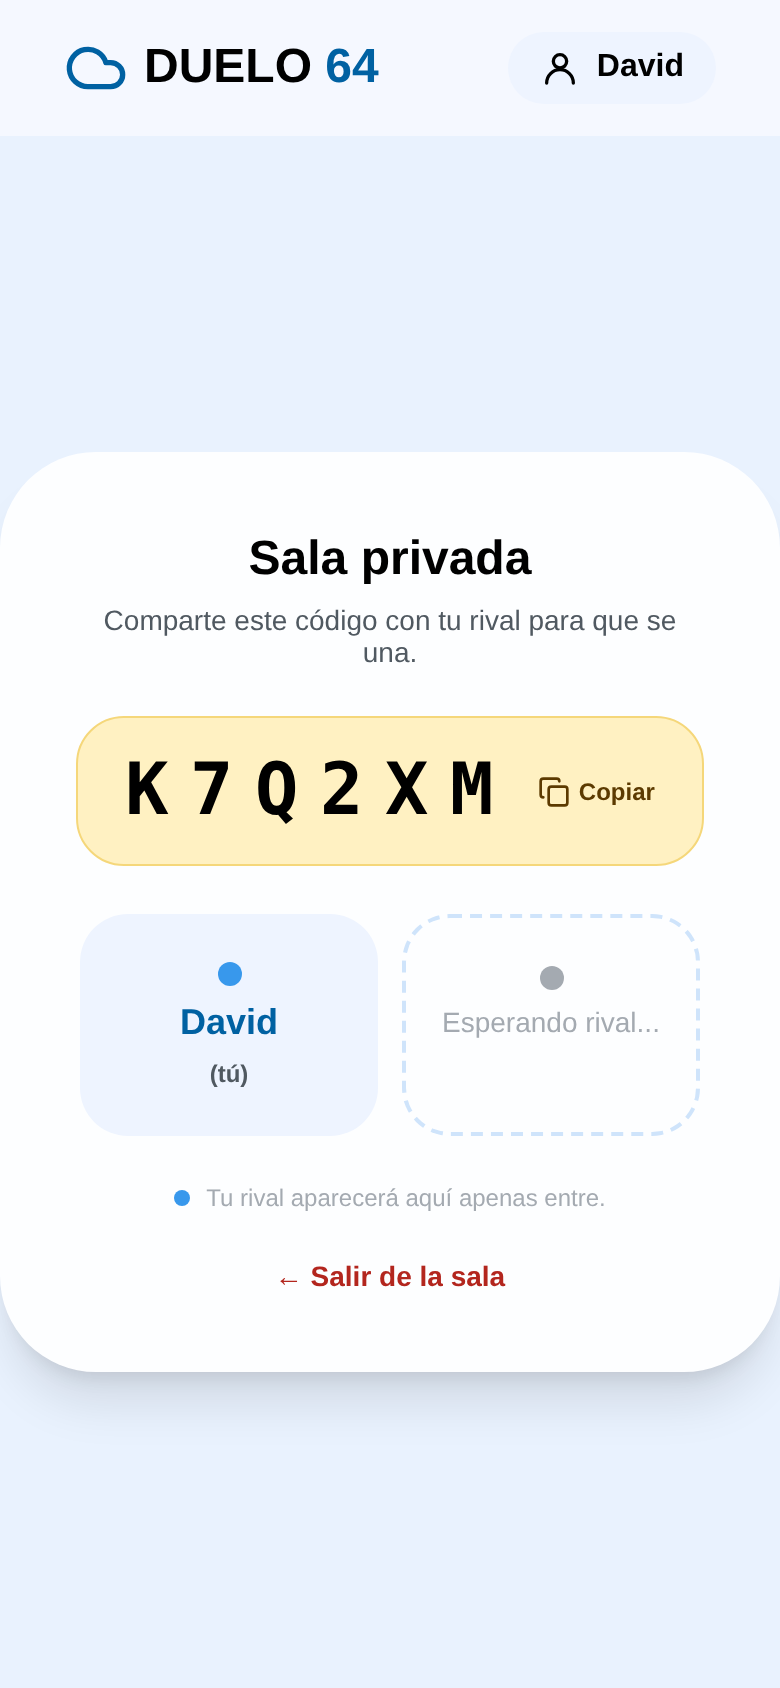 DUELO 64
David
Sala privada
Comparte este código con tu rival para que se
una.
K7Q2XM
Copiar
David
(tú)
Esperando rival...
Tu rival aparecerá aquí apenas entre.
← Salir de la sala